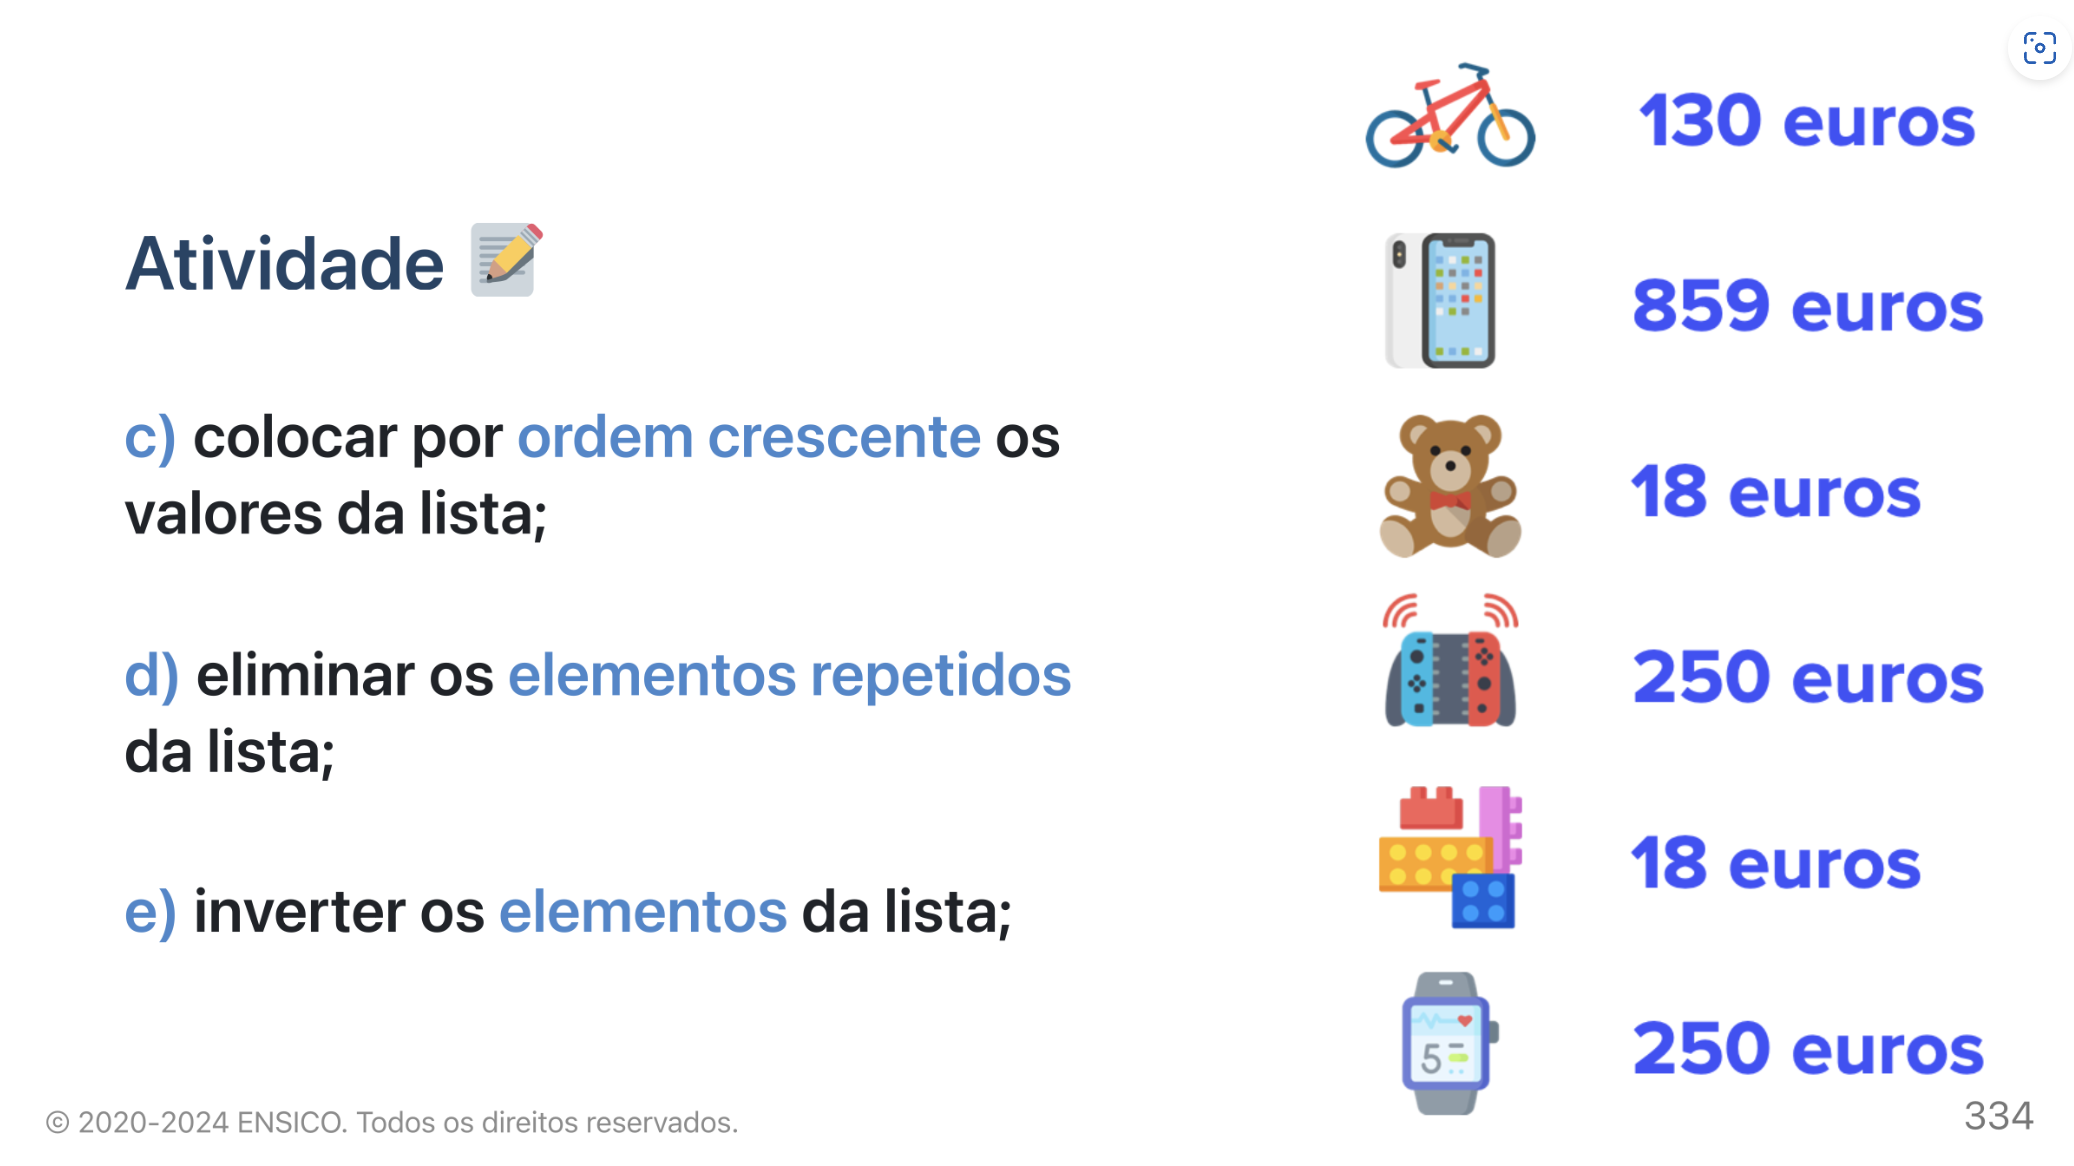 Atividade
c) colocar por ordem crescente os
valores da lista;
d) eliminar os elementos repetidos
da lista;
e) inverter os elementos da lista;
130 euros
859 euros
18 euros
250 euros
18 euros
5
250 euros
© 2020-2024 ENSICO. Todos os direitos reservados.
334